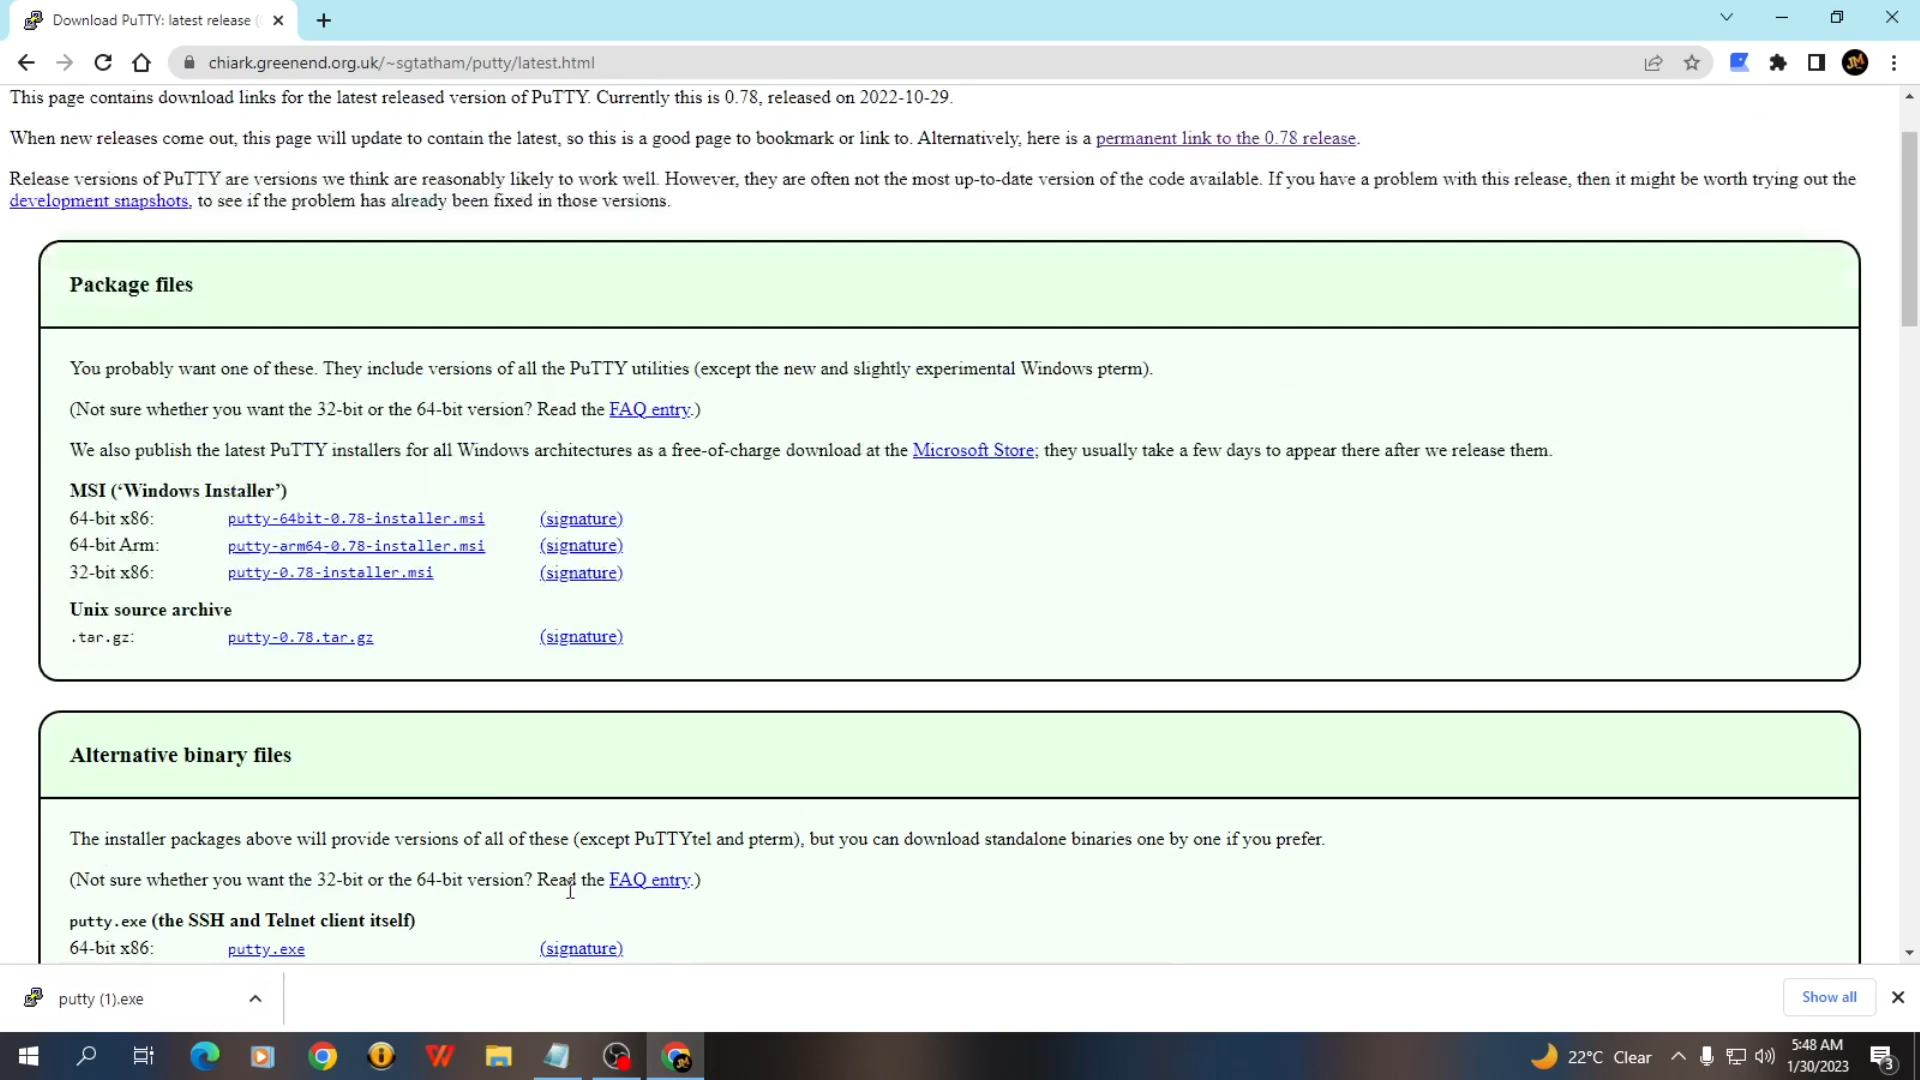 Download PuTTY: latest release (
chiark.greenend.org.uk/~sgtatham/putty/latest.html
JM
This page contains download links for the latest released version of PuTTY. Currently this is 0.78, released on 2022-10-29.
When new releases come out, this page will update to contain the latest, so this is a good page to bookmark or link to. Alternatively, here is a permanent link to the 0.78 release.
Release versions of PuTTY are versions we think are reasonably likely to work well. However, they are often not the most up-to-date version of the code available. If you have a problem with this release, then it might be worth trying out the
development snapshots, to see if the problem has already been fixed in those versions.
Package files
You probably want one of these. They include versions of all the PuTTY utilities (except the new and slightly experimental Windows pterm).
(Not sure whether you want the 32-bit or the 64-bit version? Read the FAQ entry.)
We also publish the latest PuTTY installers for all Windows architectures as a free-of-charge download at the Microsoft Store; they usually take a few days to appear there after we release them.
MSI (‘Windows Installer’)
64-bit x86: putty-64bit-0.78-installer.msi (signature)
64-bit Arm: putty-arm64-0.78-installer.msi (signature)
32-bit x86: putty-0.78-installer.msi (signature)
Unix source archive
.tar.gz: putty-0.78.tar.gz (signature)
Alternative binary files
The installer packages above will provide versions of all of these (except PuTTYtel and pterm), but you can download standalone binaries one by one if you prefer.
(Not sure whether you want the 32-bit or the 64-bit version? Read the FAQ entry.)
putty.exe (the SSH and Telnet client itself)
64-bit x86: putty.exe (signature)
putty (1).exe
Show all
22°C Clear
5:48 AM
1/30/2023
3